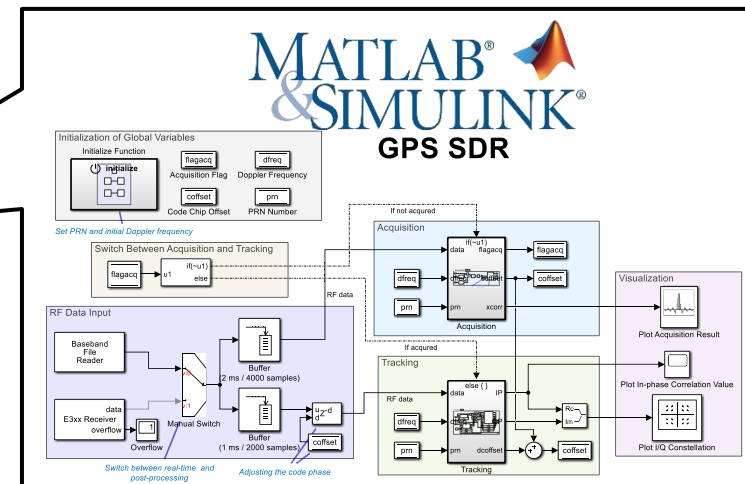 MATLAB®
&SIMULINK®
GPS SDR
Initialization of Global Variables
Initialize Function
initialize
flagacq
Acquisition Flag
dfreq
Doppler Frequency
coffset
Code Chip Offset
prn
PRN Number
Set PRN and initial Doppler frequency
Switch Between Acquisition and Tracking
flagacq
u1
if(~u1)
else
If not acqured
RF data
If acqured
Acquisition
data
if(~u1)
flagacq
flagacq
dfreq
coffset
prn
prn
xcorr
Acquisition
RF Data Input
Baseband
File
Reader
data
E3xx Receiver
overflow
1
Overflow
Manual Switch
Buffer
(2 ms / 4000 samples)
Buffer
(1 ms / 2000 samples)
u
d
z-d
coffset
Switch between real-time and
post-processing
Adjusting the code phase
Tracking
RF data
data
else { }
IP
dfreq
prn
prn
dcoffset
Tracking
Re
Im
coffset
Visualization
Plot Acquisition Result
Plot In-phase Correlation Value
Plot I/Q Constellation